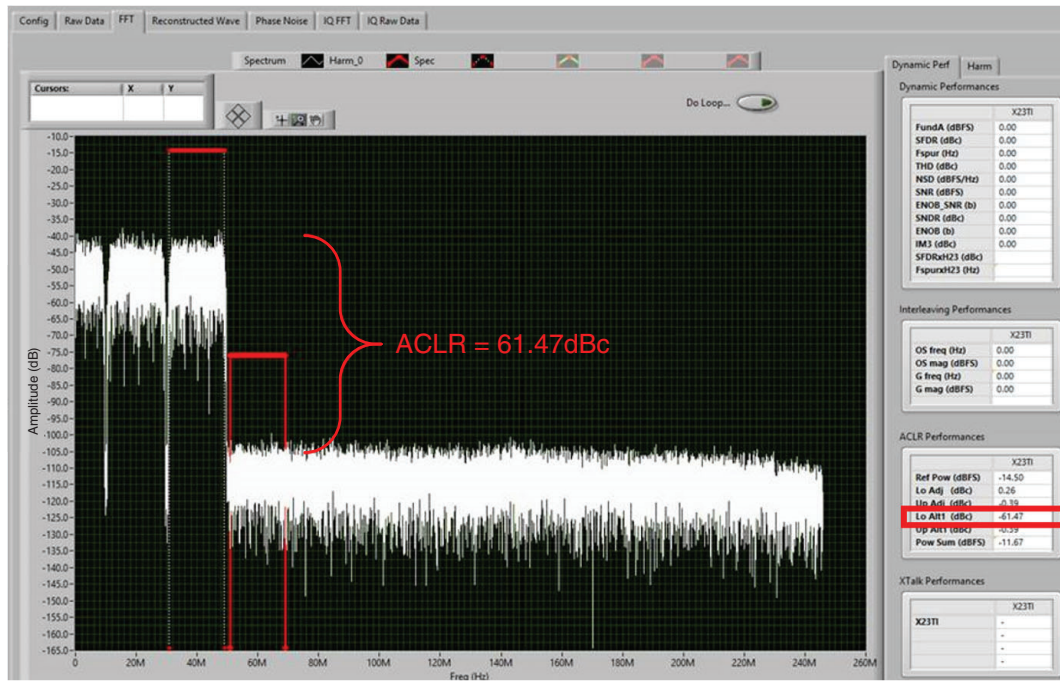 Config Raw Data FFT Reconstructed Wave Phase Noise IQ FFT IQ Raw Data
Spectrum Harm_0 Spec
Cursors: X Y
Do Loop...
-10.0
-15.0
-20.0
-25.0
-30.0
-35.0
-40.0
-45.0
-50.0
-55.0
-60.0
-65.0
-70.0
-75.0
-80.0
-85.0
-90.0
-95.0
-100.0
-105.0
-110.0
-115.0
-120.0
-125.0
-130.0
-135.0
-140.0
-145.0
-150.0
-155.0
-160.0
-165.0
Amplitude (dB)
ACLR = 61.47dBc
0 20M 40M 60M 80M 100M 120M 140M 160M 180M 200M 220M 240M 260M
Freq (Hz)
Dynamic Perf Harm
Dynamic Performances
X23TI
FundA (dBFS) 0.00
SFDR (dBc) 0.00
Fspur (Hz) 0.00
THD (dBc) 0.00
NSD (dBFS/Hz) 0.00
SNR (dBFS) 0.00
ENOB_SNR (b) 0.00
SNDR (dBc) 0.00
ENOB (b) 0.00
IM3 (dBc) 0.00
SFDRxH23 (dBc)
FspurxH23 (Hz)
Interleaving Performances
X23TI
OS freq (Hz) 0.00
OS mag (dBFS) 0.00
G freq (Hz) 0.00
G mag (dBFS) 0.00
ACLR Performances
X23TI
Ref Pow (dBFS) -14.50
Lo Adj (dBc) 0.26
Up Adj (dBc) -0.39
Lo Alt1 (dBc) -61.47
Up Alt1 (dBc) -0.59
Pow Sum (dBFS) -11.67
XTalk Performances
X23TI
X23TI -
-
-
-